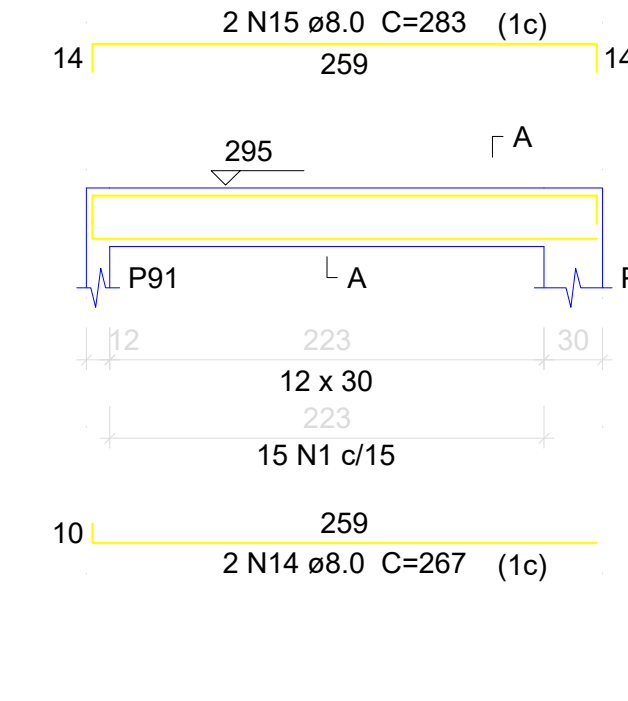 2 N15 ø8.0 C=283 (1c)
14 259 14
295 A
P91 A
12 223 30
12 x 30
223
15 N1 c/15
10 259
2 N14 ø8.0 C=267 (1c)